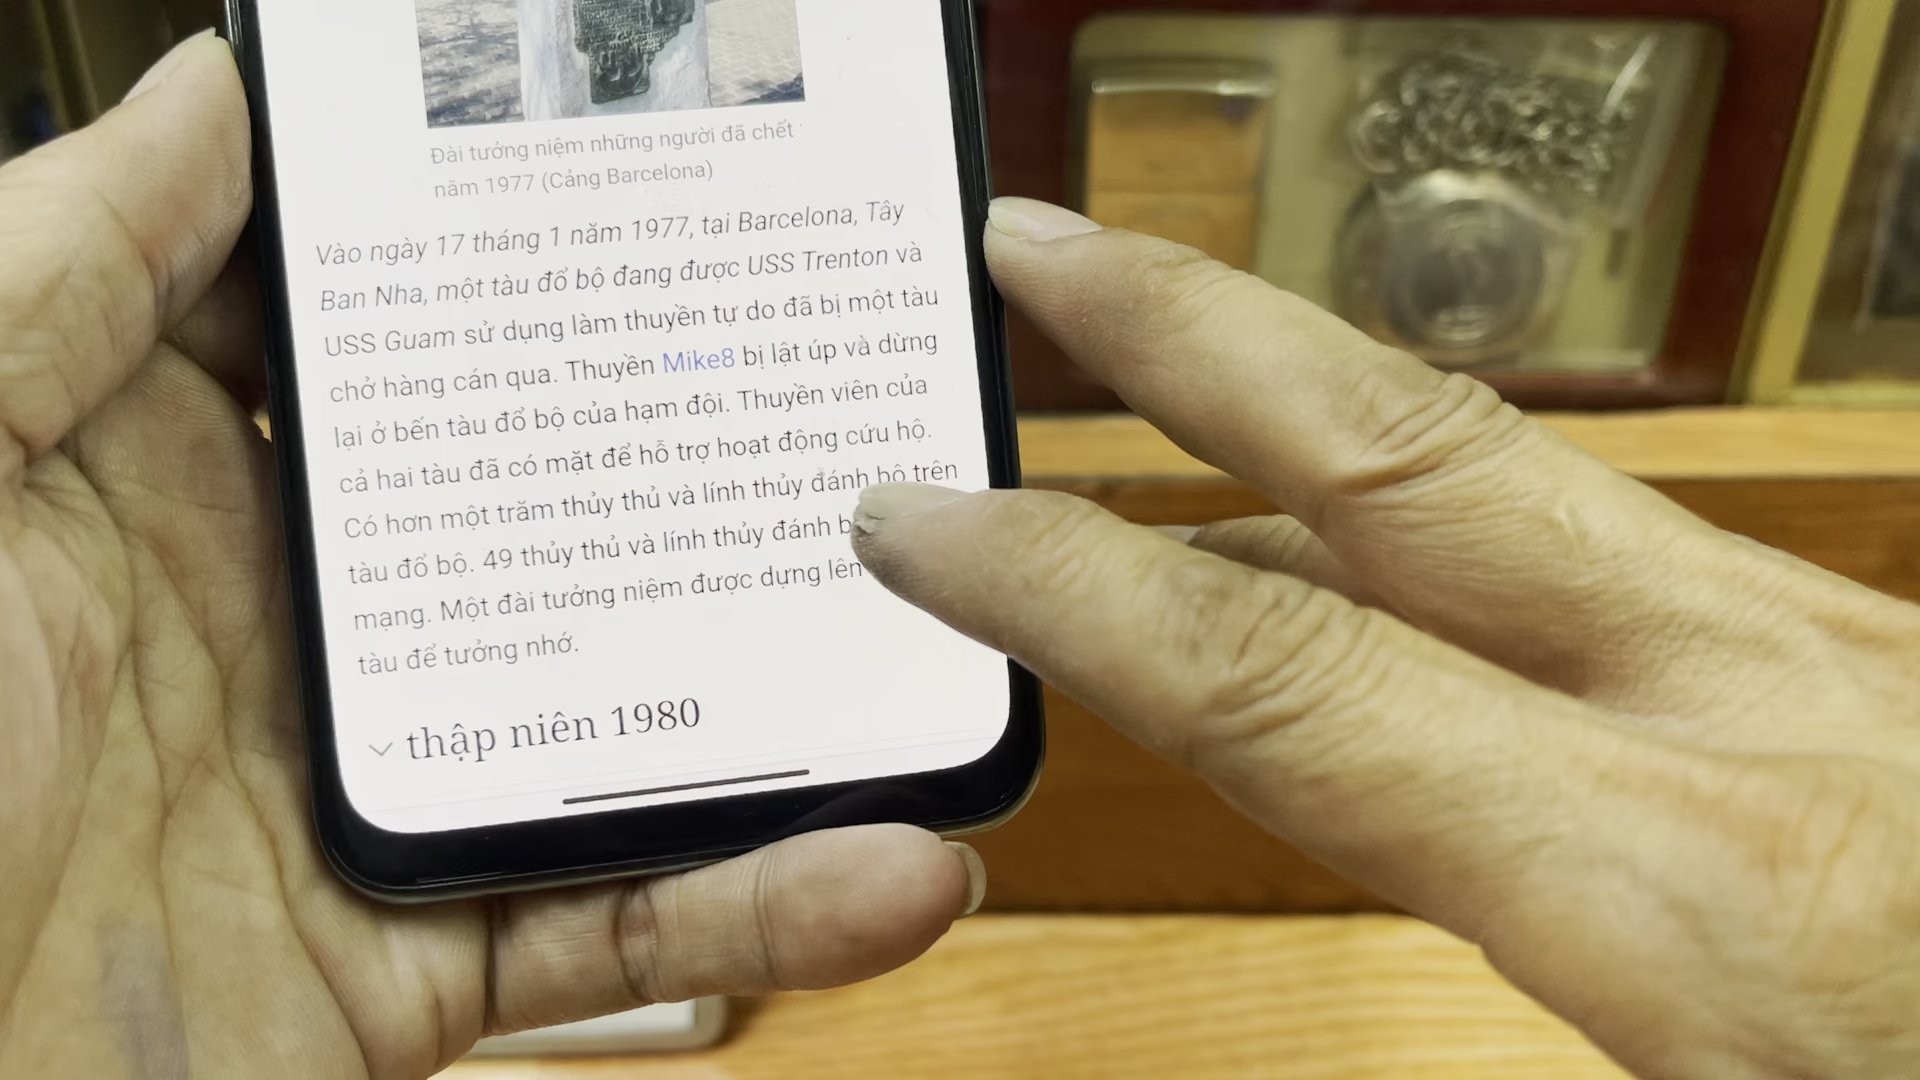 Đài tưởng niệm những người đã chết
năm 1977 (Cảng Barcelona)
Vào ngày 17 tháng 1 năm 1977, tại Barcelona, Tây
Ban Nha, một tàu đổ bộ đang được USS Trenton và
USS Guam sử dụng làm thuyền tự do đã bị một tàu
chở hàng cán qua. Thuyền Mike8 bị lật úp và dừng
lại ở bến tàu đổ bộ của hạm đội. Thuyền viên của
cả hai tàu đã có mặt để hỗ trợ hoạt động cứu hộ.
Có hơn một trăm thủy thủ và lính thủy đánh bộ trên
tàu đổ bộ. 49 thủy thủ và lính thủy đánh
mạng. Một đài tưởng niệm được dựng lên
tàu để tưởng nhớ.
thập niên 1980